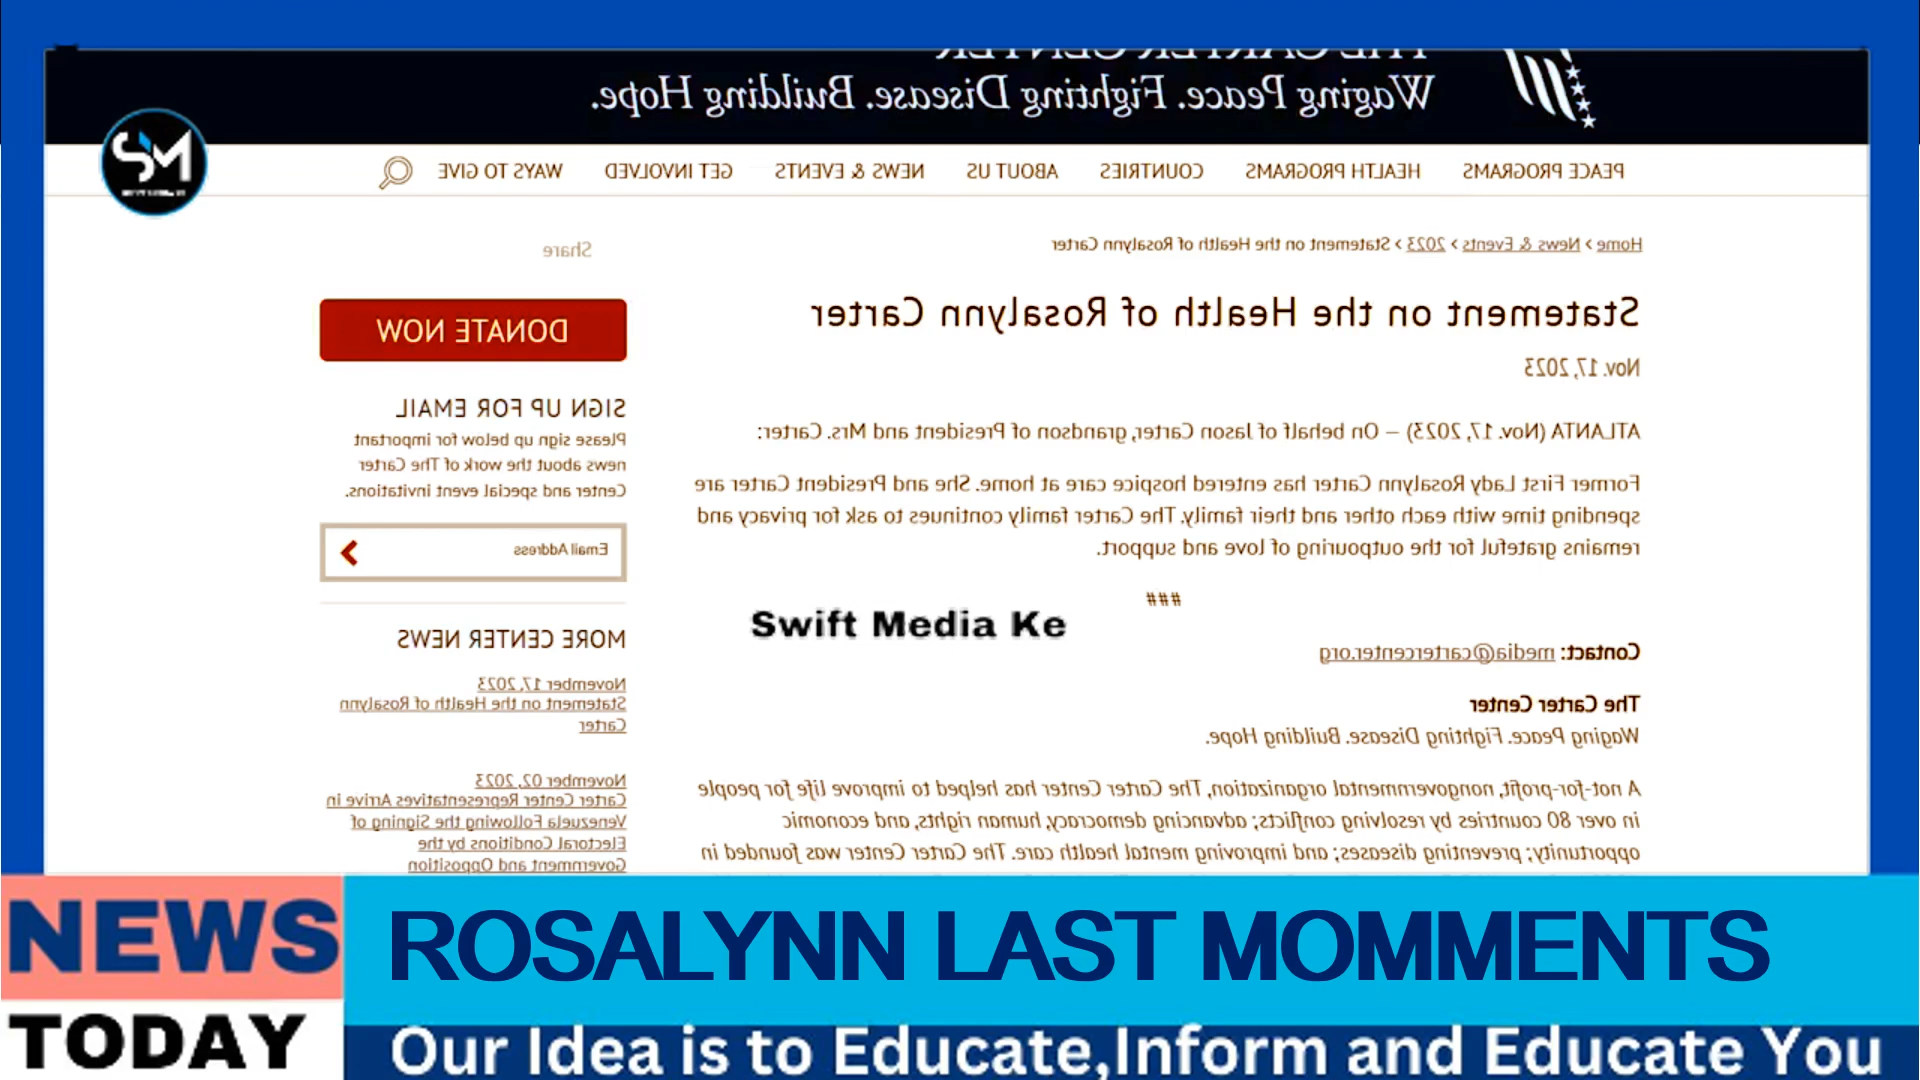 THE CARTER CENTER
Waging Peace. Fighting Disease. Building Hope.
SM
PEACE PROGRAMS HEALTH PROGRAMS COUNTRIES ABOUT US NEWS & EVENTS GET INVOLVED WAYS TO GIVE
Home > News & Events > 2023 > Statement on the Health of Rosalynn Carter
Statement on the Health of Rosalynn Carter
Nov. 17, 2023
ATLANTA (Nov. 17, 2023) – On behalf of Jason Carter, grandson of President and Mrs. Carter:
Former First Lady Rosalynn Carter has entered hospice care at home. She and President Carter are
spending time with each other and their family. The Carter family continues to ask for privacy and
remains grateful for the outpouring of love and support.
###
Contact: media@cartercenter.org
The Carter Center
Waging Peace. Fighting Disease. Building Hope.
A not-for-profit, nongovernmental organization, The Carter Center has helped to improve life for people
in over 80 countries by resolving conflicts; advancing democracy, human rights, and economic
opportunity; preventing diseases; and improving mental health care. The Carter Center was founded in
Share
DONATE NOW
SIGN UP FOR EMAIL
Please sign up below for important
news about the work of The Carter
Center and special event invitations.
Email Address
MORE CENTER NEWS
November 17, 2023
Statement on the Health of Rosalynn
Carter
November 02, 2023
Carter Center Representatives Arrive in
Venezuela Following the Signing of
Electoral Conditions by the
Government and Opposition
Swift Media Ke
NEWS
TODAY
ROSALYNN LAST MOMMENTS
Our Idea is to Educate,Inform and Educate You